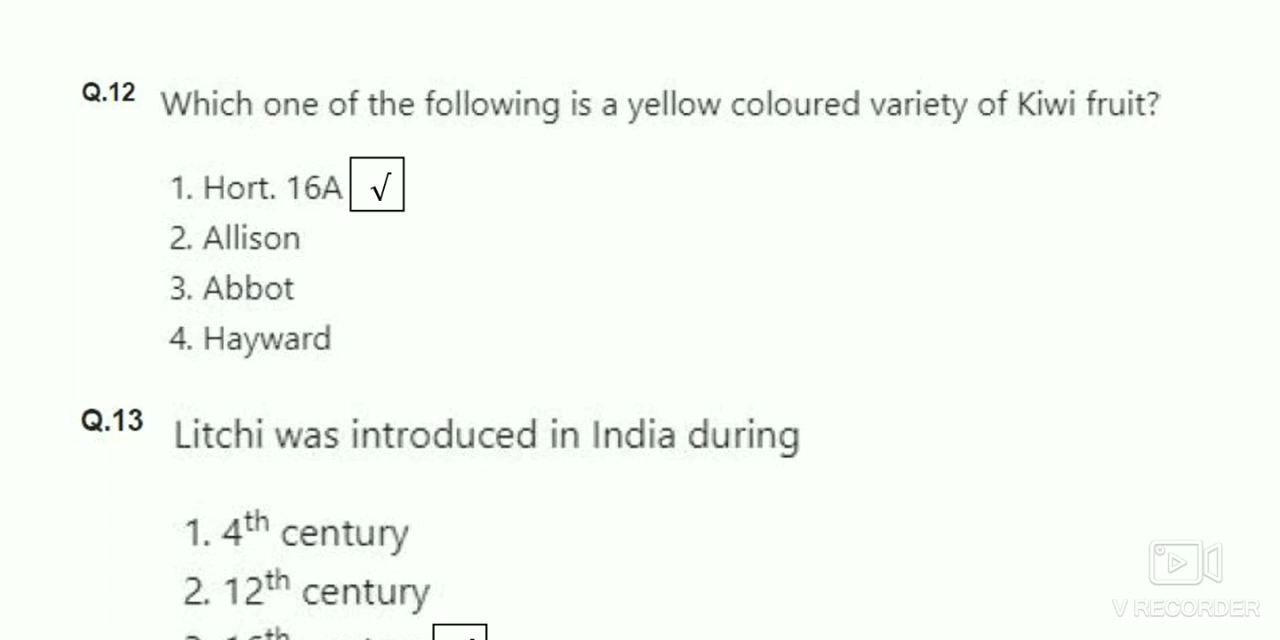 Q.12 Which one of the following is a yellow coloured variety of Kiwi fruit?
1. Hort. 16A √
2. Allison
3. Abbot
4. Hayward
Q.13 Litchi was introduced in India during
1. 4th century
2. 12th century
V RECORDER